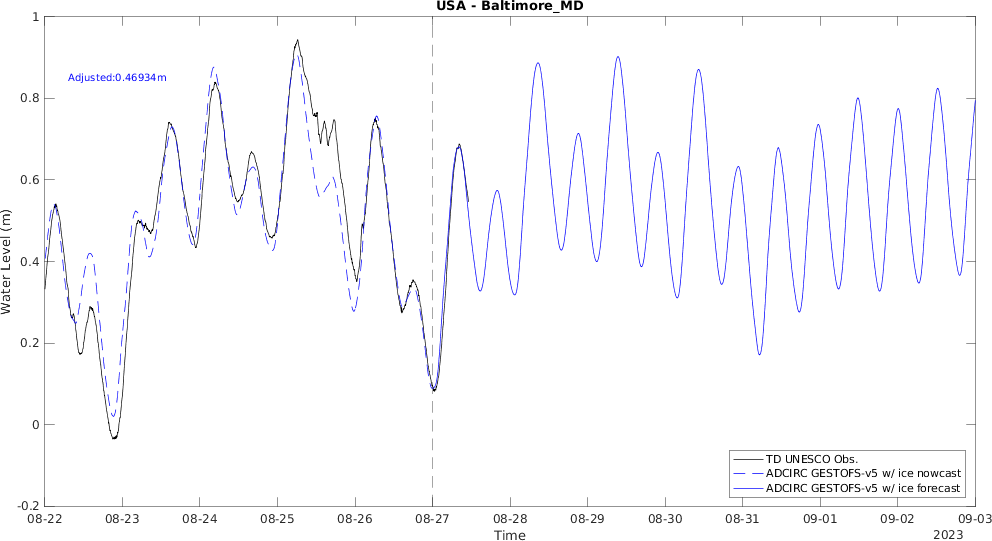 USA - Baltimore_MD
Adjusted:0.46934m
Water Level (m)
1
0.8
0.6
0.4
0.2
0
-0.2
TD UNESCO Obs.
ADCIRC GESTOFS-v5 w/ ice nowcast
ADCIRC GESTOFS-v5 w/ ice forecast
08-22 08-23 08-24 08-25 08-26 08-27 08-28 08-29 08-30 08-31 09-01 09-02 09-03
Time
2023